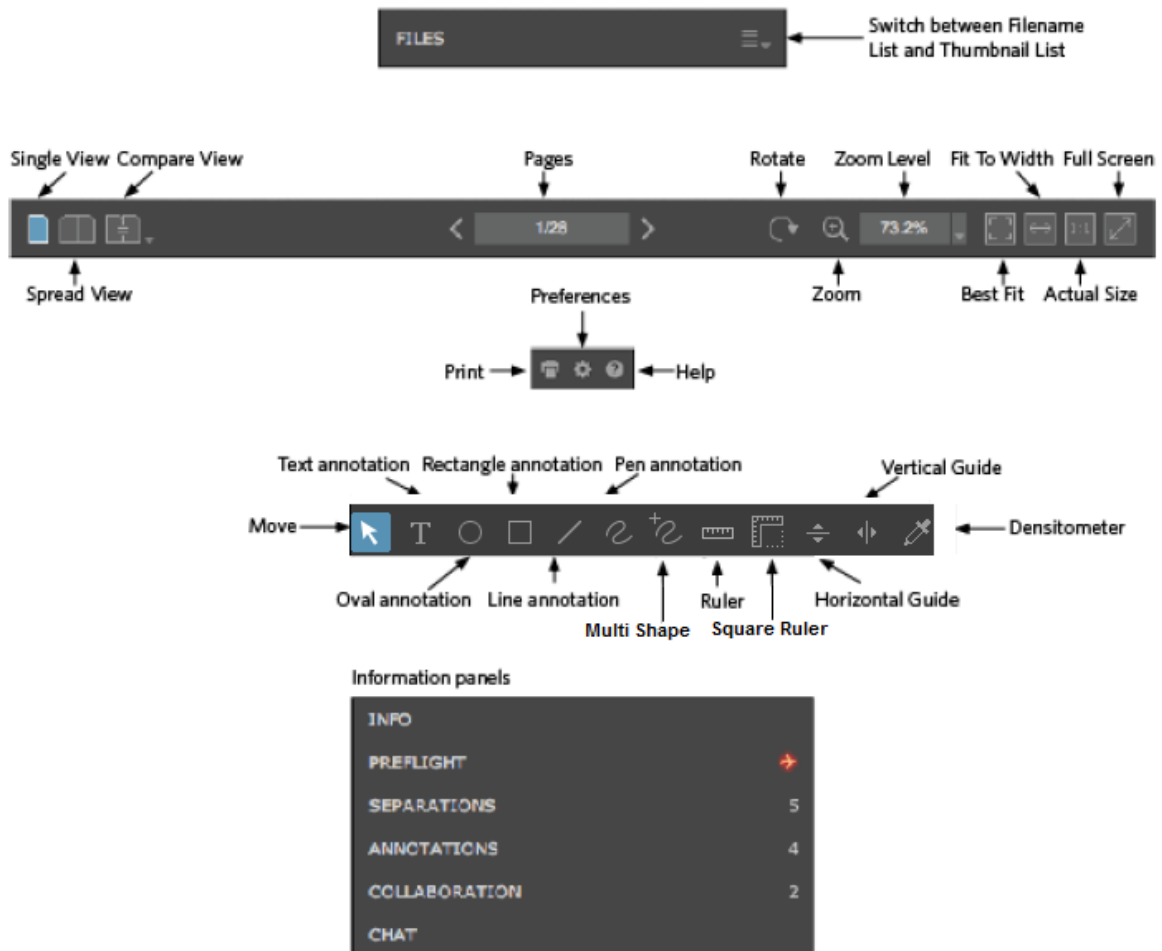 FILES
Switch between Filename
List and Thumbnail List
Single View Compare View Pages Rotate Zoom Level Fit To Width Full Screen
1/28 73.2% 1:1
Spread View Zoom Best Fit Actual Size
Preferences
Print Help
Text annotation Rectangle annotation Pen annotation Vertical Guide
Move T Densitometer
Oval annotation Line annotation Ruler Horizontal Guide
Multi Shape Square Ruler
Information panels
INFO
PREFLIGHT
SEPARATIONS 5
ANNOTATIONS 4
COLLABORATION 2
CHAT